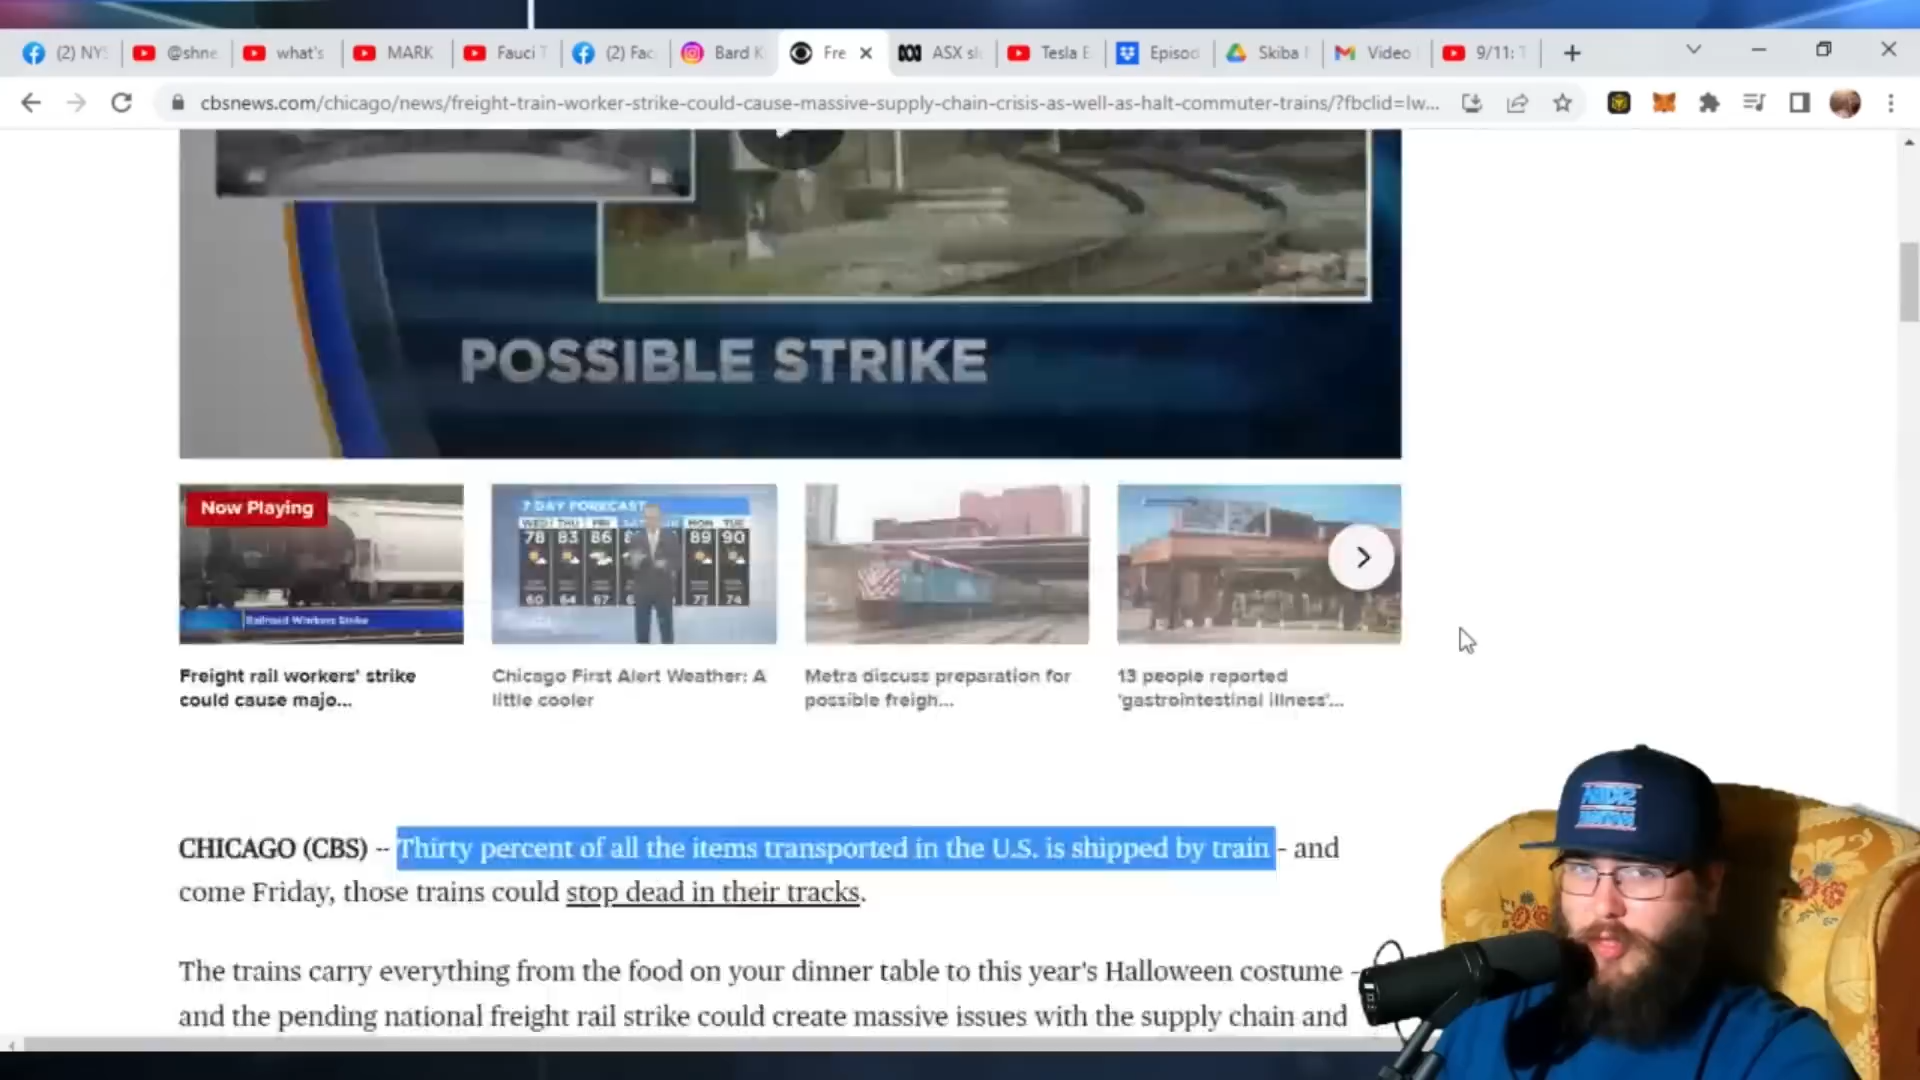 (2) NYS
@shne
what's
MARK
Fauci T
(2) Fac
Bard K
Fre
ASX sl
Tesla E
Episod
Skiba
Video
9/11: T
cbsnews.com/chicago/news/freight-train-worker-strike-could-cause-massive-supply-chain-crisis-as-well-as-halt-commuter-trains/?fbclid=Iw...
POSSIBLE STRIKE
Now Playing
Railroad Workers Strike
7 DAY FORECAST
WED THU FRI MON TUE
78 83 86 89 90
60 64 67 73 74
Freight rail workers' strike
could cause majo...
Chicago First Alert Weather: A
little cooler
Metra discuss preparation for
possible freigh...
13 people reported
'gastrointestinal illness'...
CHICAGO (CBS) -- Thirty percent of all the items transported in the U.S. is shipped by train - and
come Friday, those trains could stop dead in their tracks.
The trains carry everything from the food on your dinner table to this year's Halloween costume -
and the pending national freight rail strike could create massive issues with the supply chain and